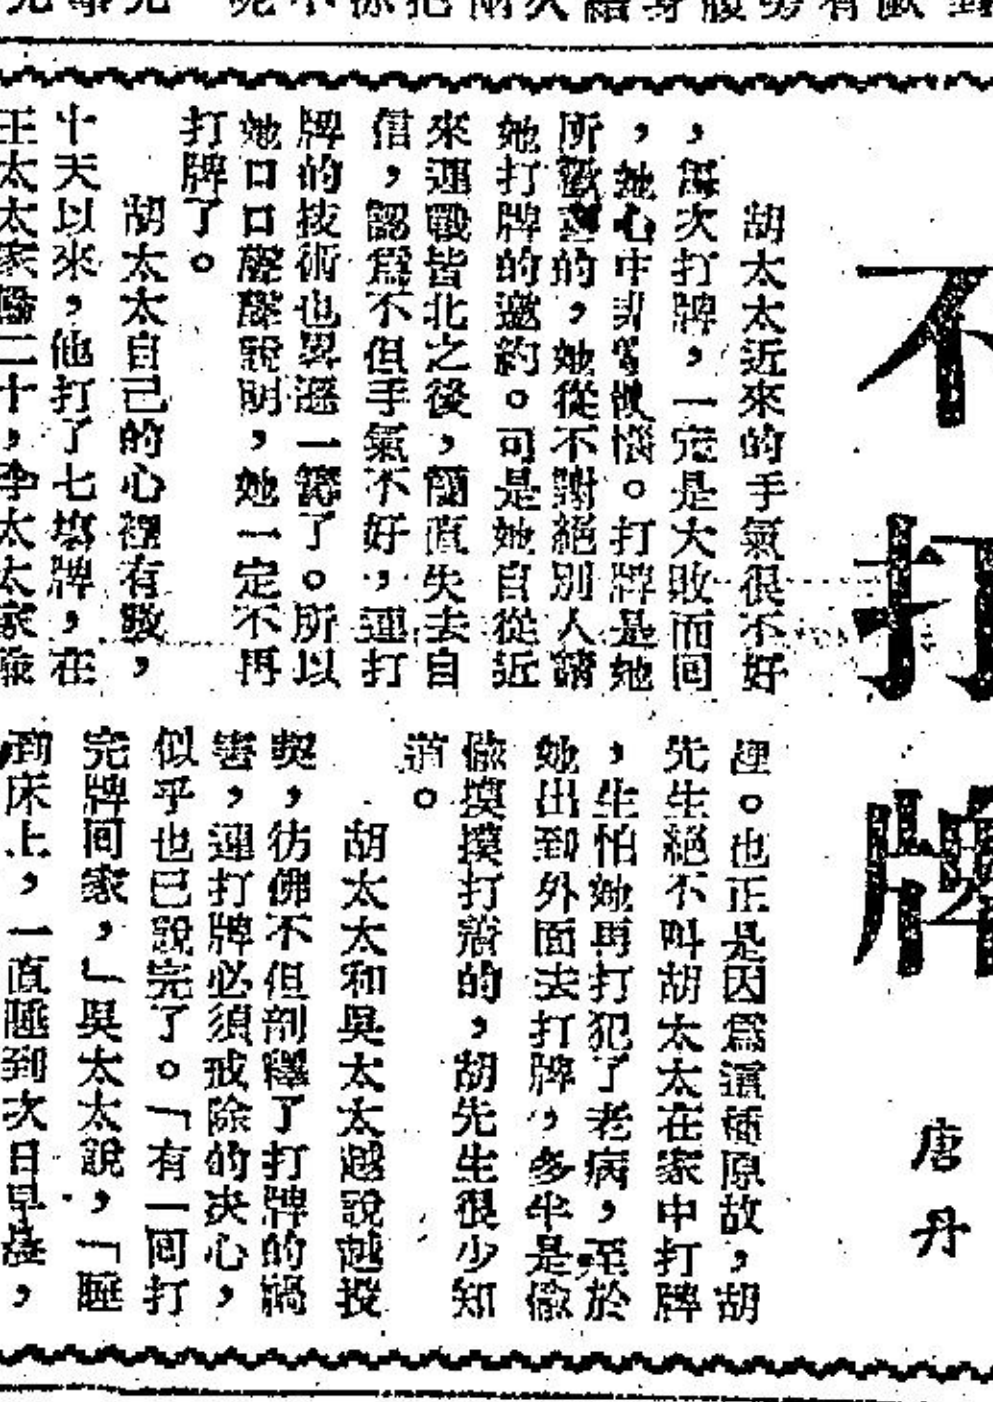 不打牌
唐丹
胡太太近來的手氣很不好
，每次打牌，一定是大敗而回
，她心中非常懊惱。打牌是她
所歡喜的，她從不謝絕別人請
她打牌的邀約。可是她自從近
來連戰皆北之後，簡直失去自
信，認爲不但手氣不好，連打
牌的技術也畧遜一籌了。所以
她口口聲聲說明，她一定不再
打牌了。
胡太太自己的心裡有數，
十天以來，他打了七場牌，在
王太太家輸二十，李太太家輸
裡。也正是因爲這種原故，胡
先生絕不叫胡太太在家中打牌
，生怕她再打犯了老病，至於
她出到外面去打牌，多半是偸
偸摸摸打着的，胡先生很少知
道。
胡太太和吳太太越說越投
契，彷彿不但剖釋了打牌的禍
害，連打牌必須戒除的決心，
似乎也已說完了。「有一回打
完牌回家，」吳太太說，「睡
到床上，一直睡到次日早晨，